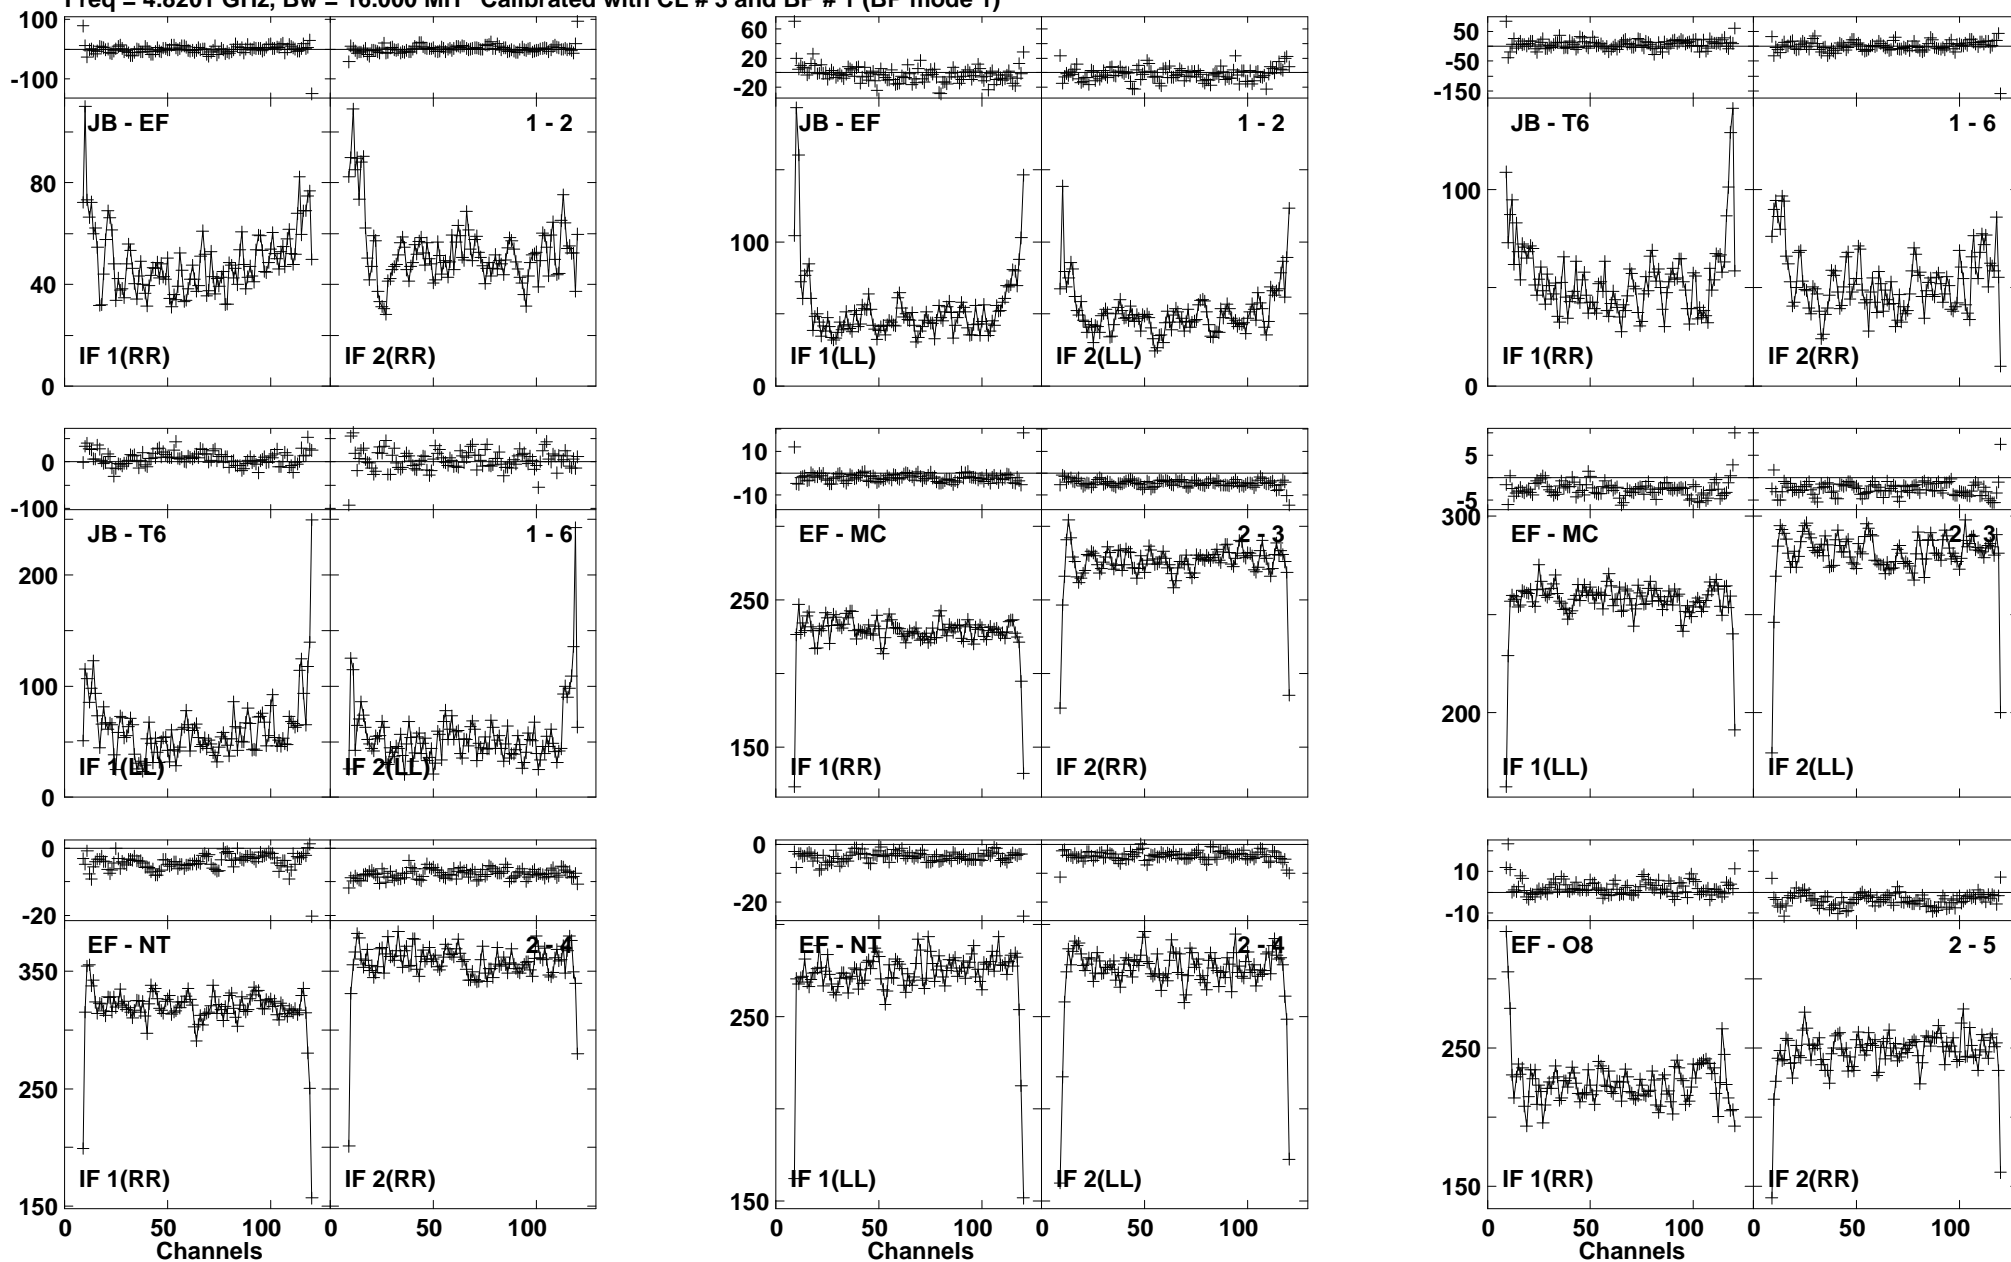 Freq = 4.8201 GHz, Bw = 16.000 MH Calibrated with CL # 3 and BP # 1 (BP mode 1)
100
-100
JB - EF
1 - 2
80
40
0
IF 1(RR)
IF 2(RR)
60
20
-20
JB - EF
1 - 2
100
0
IF 1(LL)
IF 2(LL)
50
-50
-150
JB - T6
1 - 6
100
0
IF 1(RR)
IF 2(RR)
0
-100
JB - T6
1 - 6
200
100
0
IF 1(LL)
IF 2(LL)
10
-10
EF - MC
2 - 3
250
150
IF 1(RR)
IF 2(RR)
5
-5
300
EF - MC
2 - 3
200
IF 1(LL)
IF 2(LL)
0
-20
EF - NT
2 - 4
350
250
150
IF 1(RR)
IF 2(RR)
0 50 100 0 50 100
Channels
0
-20
EF - NT
2 - 4
250
150
IF 1(LL)
IF 2(LL)
0 50 100 0 50 100
10
-10
EF - O8
2 - 5
250
150
IF 1(RR)
IF 2(RR)
0 50 100 0 50 100
Channels